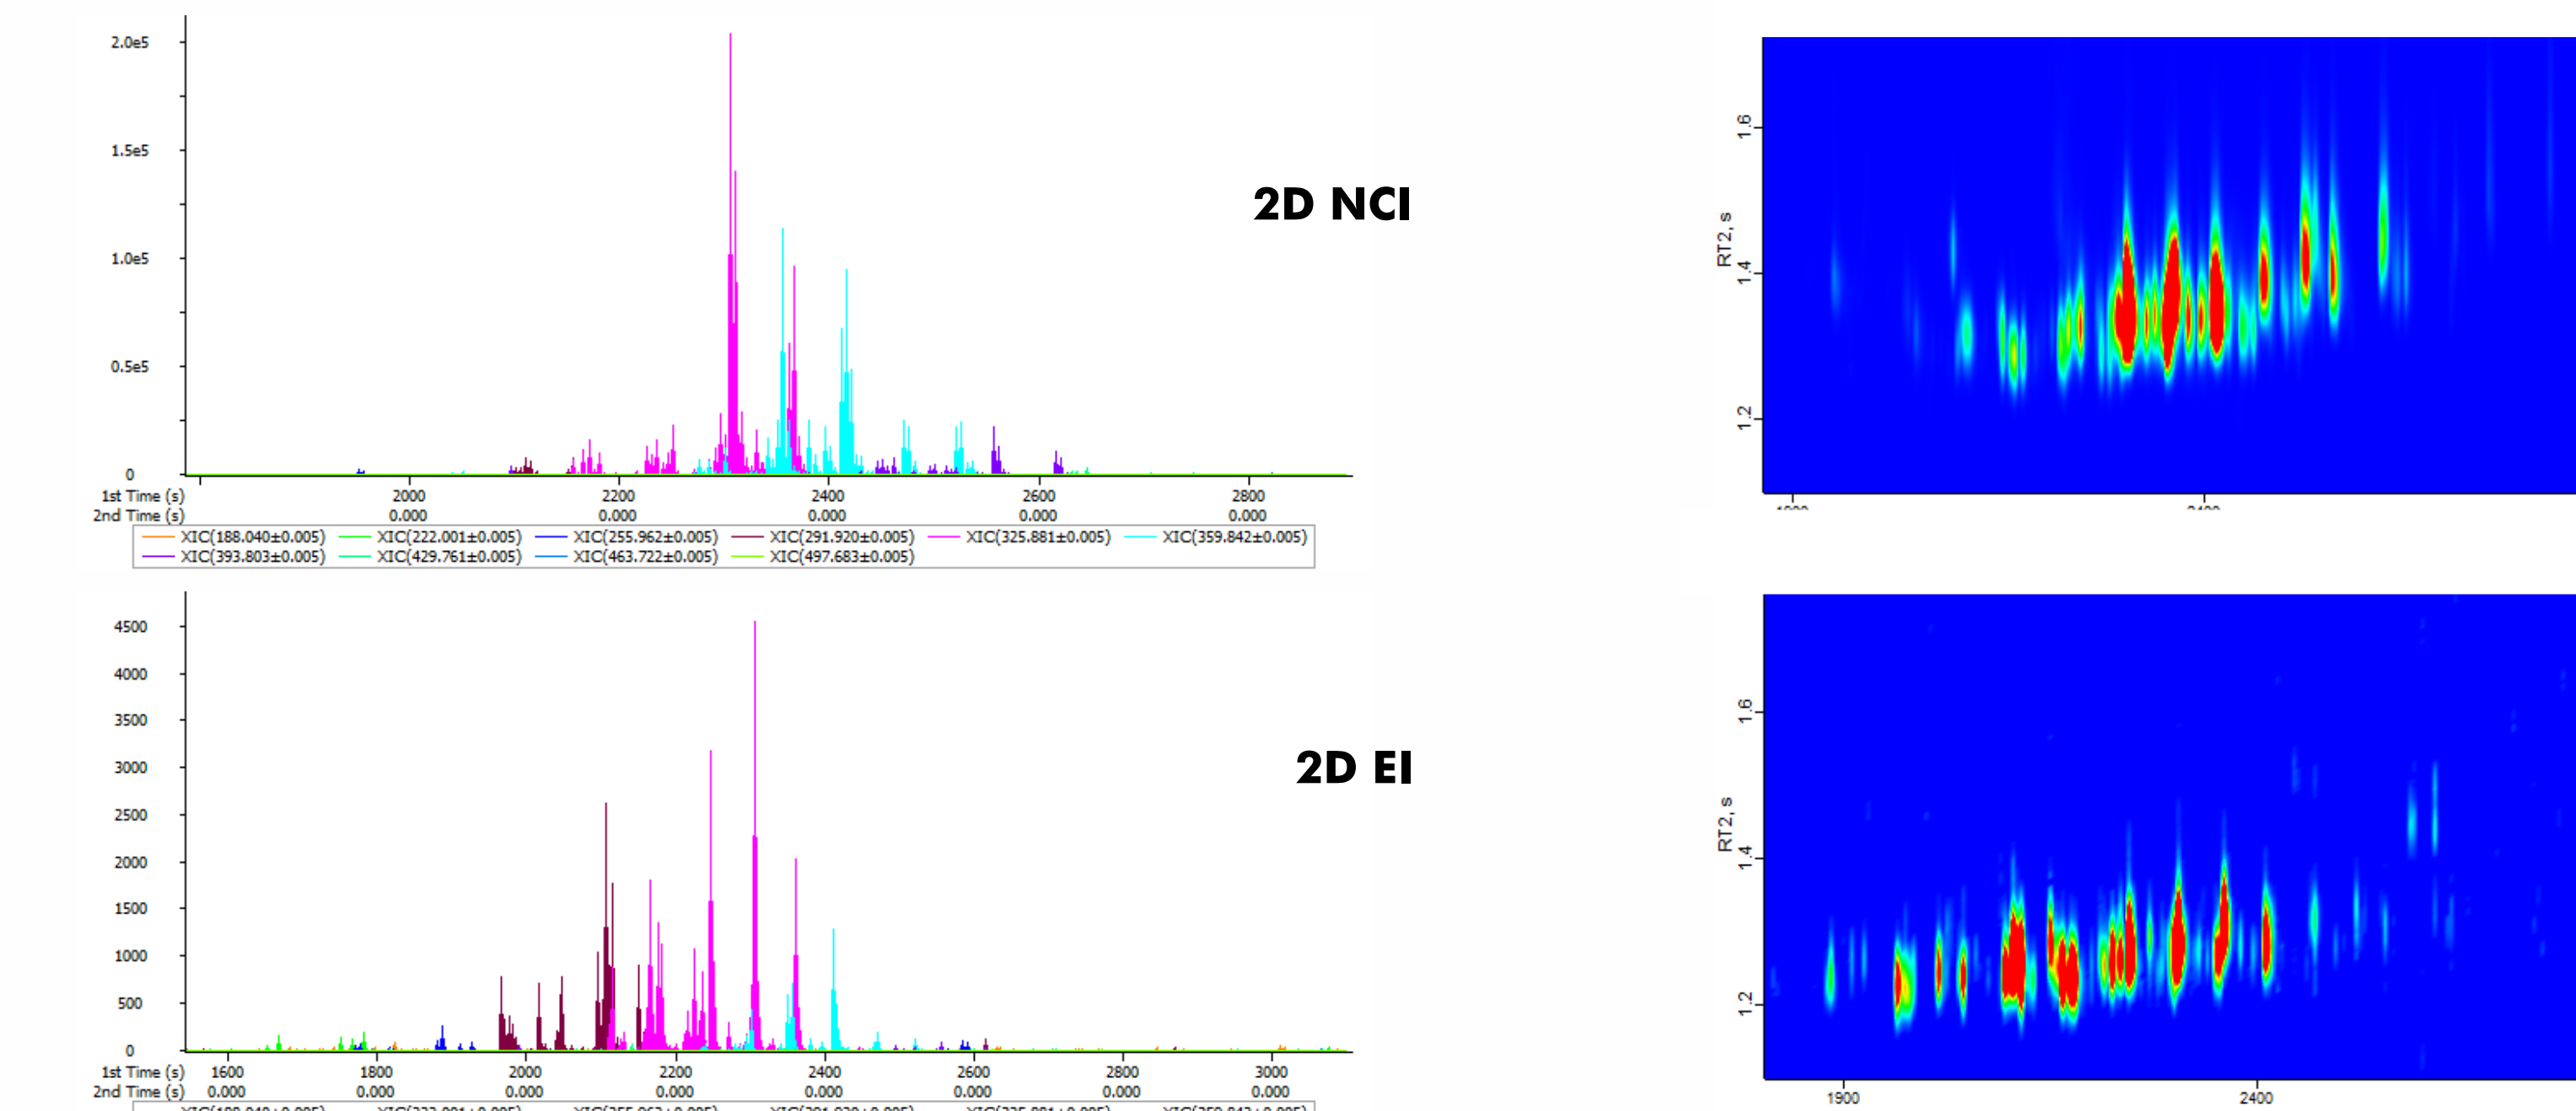 2.0e5
1.5e5
1.0e5
0.5e5
0
1st Time (s) 2000 2200 2400 2600 2800
2nd Time (s) 0.000 0.000 0.000 0.000 0.000
XIC(188.040±0.005) XIC(222.001±0.005) XIC(255.962±0.005) XIC(291.920±0.005) XIC(325.881±0.005) XIC(359.842±0.005)
XIC(393.803±0.005) XIC(429.761±0.005) XIC(463.722±0.005) XIC(497.683±0.005)
2D NCI
RT2, s
1.6
1.4
1.2
4500
4000
3500
3000
2500
2000
1500
1000
500
0
1st Time (s) 1600 1800 2000 2200 2400 2600 2800 3000
2nd Time (s) 0.000 0.000 0.000 0.000 0.000 0.000 0.000 0.000
2D EI
RT2, s
1.6
1.4
1.2
1900 2400